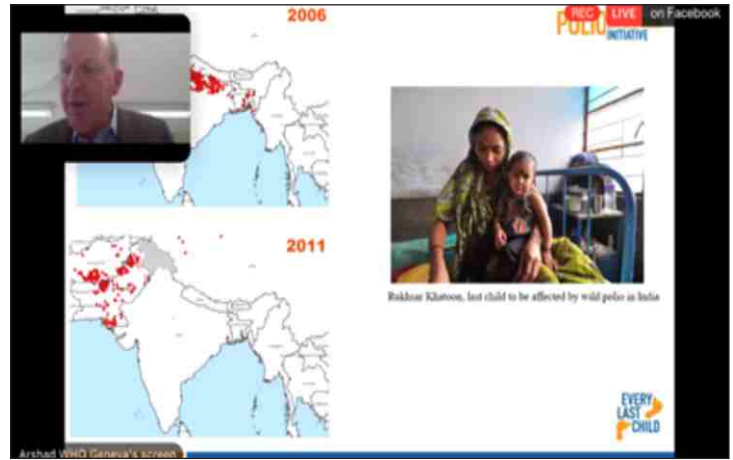 2006
REC LIVE on Facebook
POLIO
INITIATIVE
2011
Rukhsar Khatoon, last child to be affected by wild polio in India
EVERY
LAST
CHILD
Arshad WHO Geneva's screen